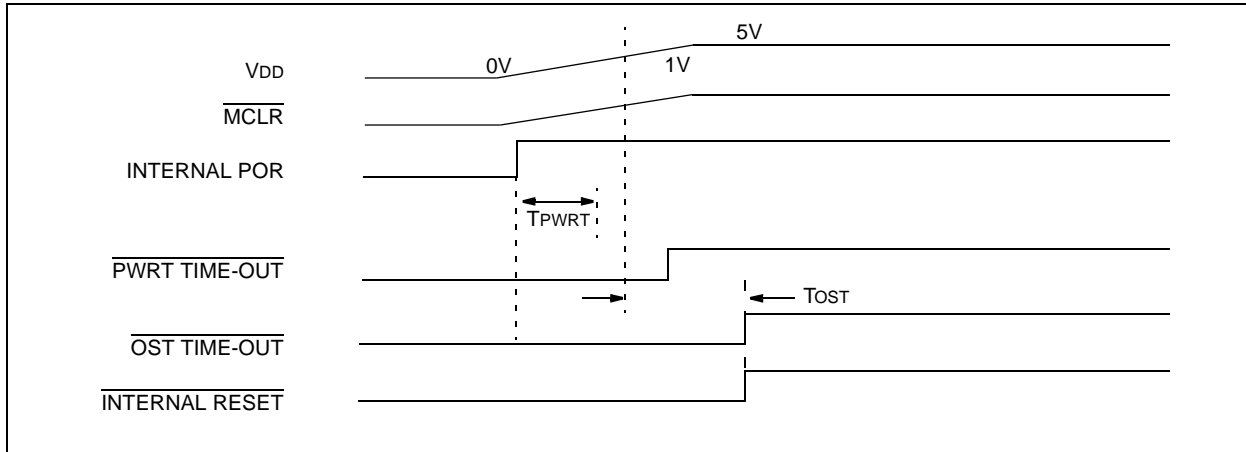 5V
VDD 0V 1V
MCLR
INTERNAL POR
TPWRT
PWRT TIME-OUT
TOST
OST TIME-OUT
INTERNAL RESET